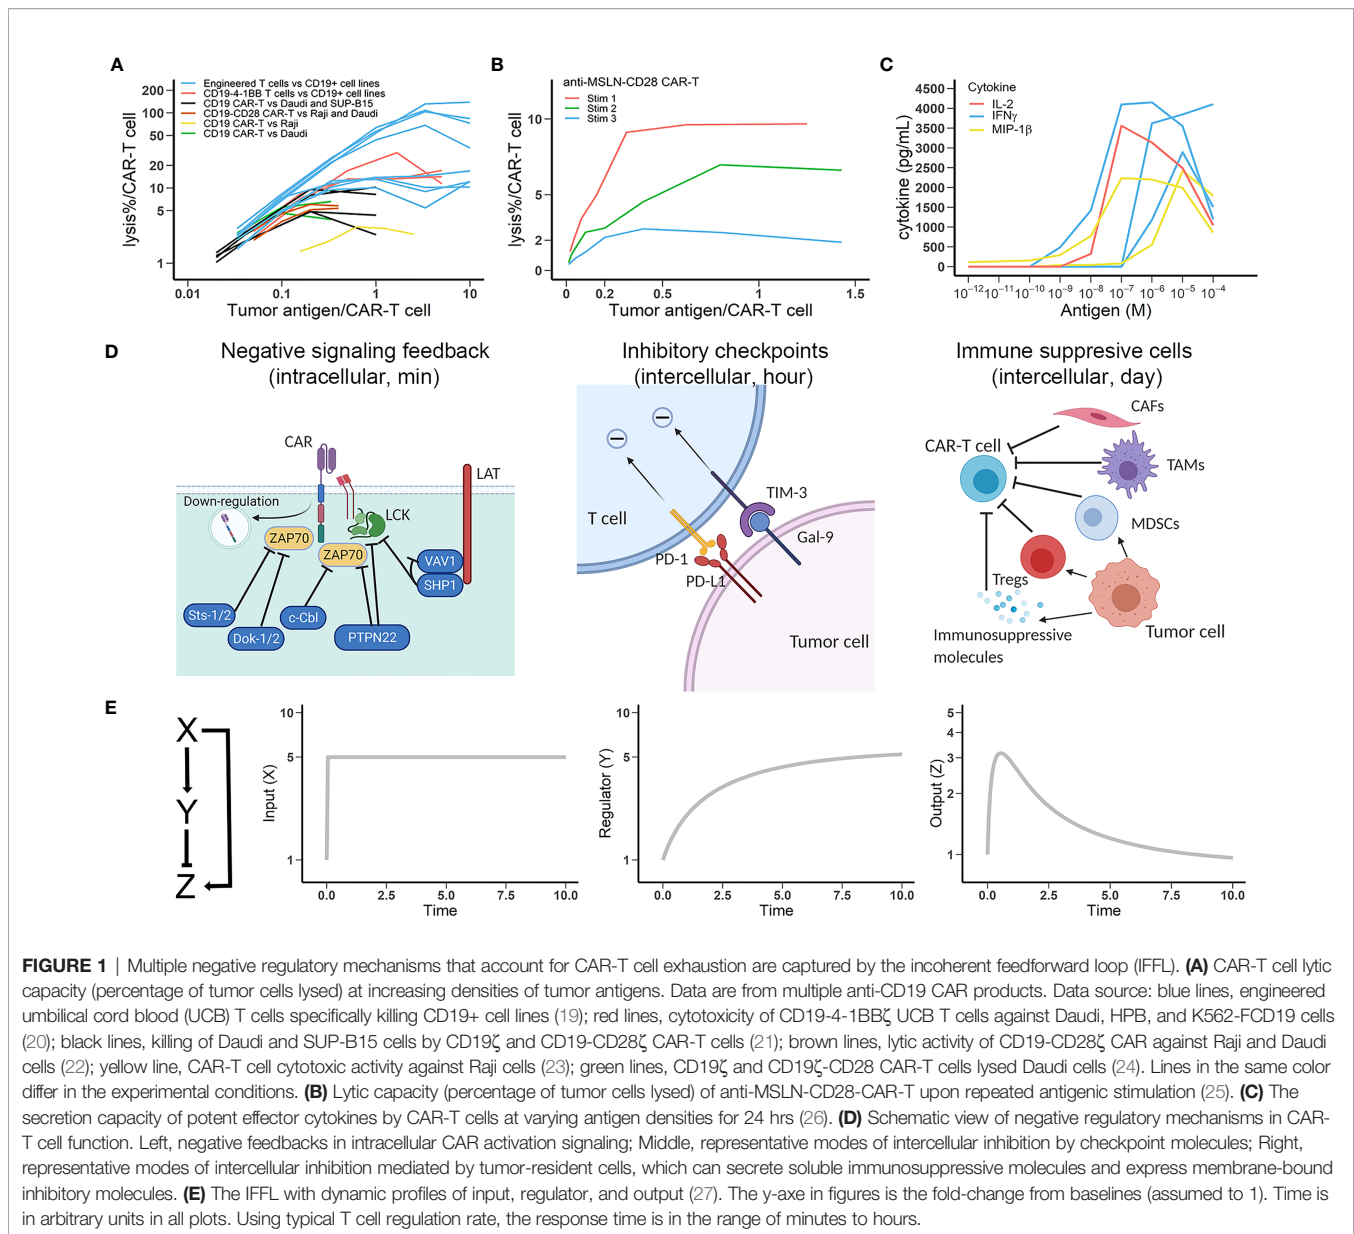 A
Engineered T cells vs CD19+ cell lines
CD19-4-1BB T cells vs CD19+ cell lines
CD19 CAR-T vs Daudi and SUP-B15
CD19-CD28 CAR-T vs Raji and Daudi
CD19 CAR-T vs Raji
CD19 CAR-T vs Daudi
lysis%/CAR-T cell
200
100
50
20
10
5
1
0.01
0.1
1
10
Tumor antigen/CAR-T cell
B
anti-MSLN-CD28 CAR-T
Stim 1
Stim 2
Stim 3
lysis%/CAR-T cell
10
5
2
0
0
0.2
0.5
1
1.5
Tumor antigen/CAR-T cell
C
Cytokine
IL-2
IFNγ
MIP-1β
cytokine (pg/mL)
4500
4000
3500
3000
2500
2000
1500
1000
500
0
10⁻¹²
10⁻¹¹
10⁻¹⁰
10⁻⁹
10⁻⁸
10⁻⁷
10⁻⁶
10⁻⁵
10⁻⁴
Antigen (M)
D
Negative signaling feedback
(intracellular, min)
CAR
LAT
Down-regulation
LCK
ZAP70
ZAP70
VAV1
SHP1
Sts-1/2
c-Cbl
Dok-1/2
PTPN22
Inhibitory checkpoints
(intercellular, hour)
TIM-3
T cell
Gal-9
PD-1
PD-L1
Tumor cell
Immune suppresive cells
(intercellular, day)
CAFs
CAR-T cell
TAMs
MDSCs
Tregs
Immunosuppressive
molecules
Tumor cell
E
X
Y
Z
Input (X)
10
5
1
0.0
2.5
5.0
7.5
10.0
Time
Regulator (Y)
10
5
1
0.0
2.5
5.0
7.5
10.0
Time
Output (Z)
5
4
3
2
1
0.0
2.5
5.0
7.5
10.0
Time
FIGURE 1 | Multiple negative regulatory mechanisms that account for CAR-T cell exhaustion are captured by the incoherent feedforward loop (IFFL). (A) CAR-T cell lytic
capacity (percentage of tumor cells lysed) at increasing densities of tumor antigens. Data are from multiple anti-CD19 CAR products. Data source: blue lines, engineered
umbilical cord blood (UCB) T cells specifically killing CD19+ cell lines (19); red lines, cytotoxicity of CD19-4-1BBζ UCB T cells against Daudi, HPB, and K562-FCD19 cells
(20); black lines, killing of Daudi and SUP-B15 cells by CD19ζ and CD19-CD28ζ CAR-T cells (21); brown lines, lytic activity of CD19-CD28ζ CAR against Raji and Daudi
cells (22); yellow line, CAR-T cell cytotoxic activity against Raji cells (23); green lines, CD19ζ and CD19ζ-CD28 CAR-T cells lysed Daudi cells (24). Lines in the same color
differ in the experimental conditions. (B) Lytic capacity (percentage of tumor cells lysed) of anti-MSLN-CD28-CAR-T upon repeated antigenic stimulation (25). (C) The
secretion capacity of potent effector cytokines by CAR-T cells at varying antigen densities for 24 hrs (26). (D) Schematic view of negative regulatory mechanisms in CAR-
T cell function. Left, negative feedbacks in intracellular CAR activation signaling; Middle, representative modes of intercellular inhibition by checkpoint molecules; Right,
representative modes of intercellular inhibition mediated by tumor-resident cells, which can secrete soluble immunosuppressive molecules and express membrane-bound
inhibitory molecules. (E) The IFFL with dynamic profiles of input, regulator, and output (27). The y-axe in figures is the fold-change from baselines (assumed to 1). Time is
in arbitrary units in all plots. Using typical T cell regulation rate, the response time is in the range of minutes to hours.